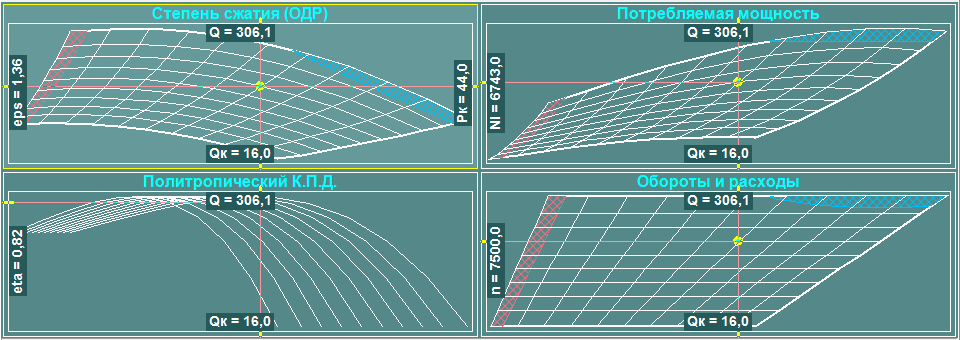 Степень сжатия (ОДР)
Q = 306,1
eps = 1,36
Pк = 44,0
Qк = 16,0
Потребляемая мощность
Q = 306,1
Ni = 6743,0
Qк = 16,0
Политропический К.П.Д.
Q = 306,1
eta = 0,82
Qк = 16,0
Обороты и расходы
Q = 306,1
n = 7500,0
Qк = 16,0